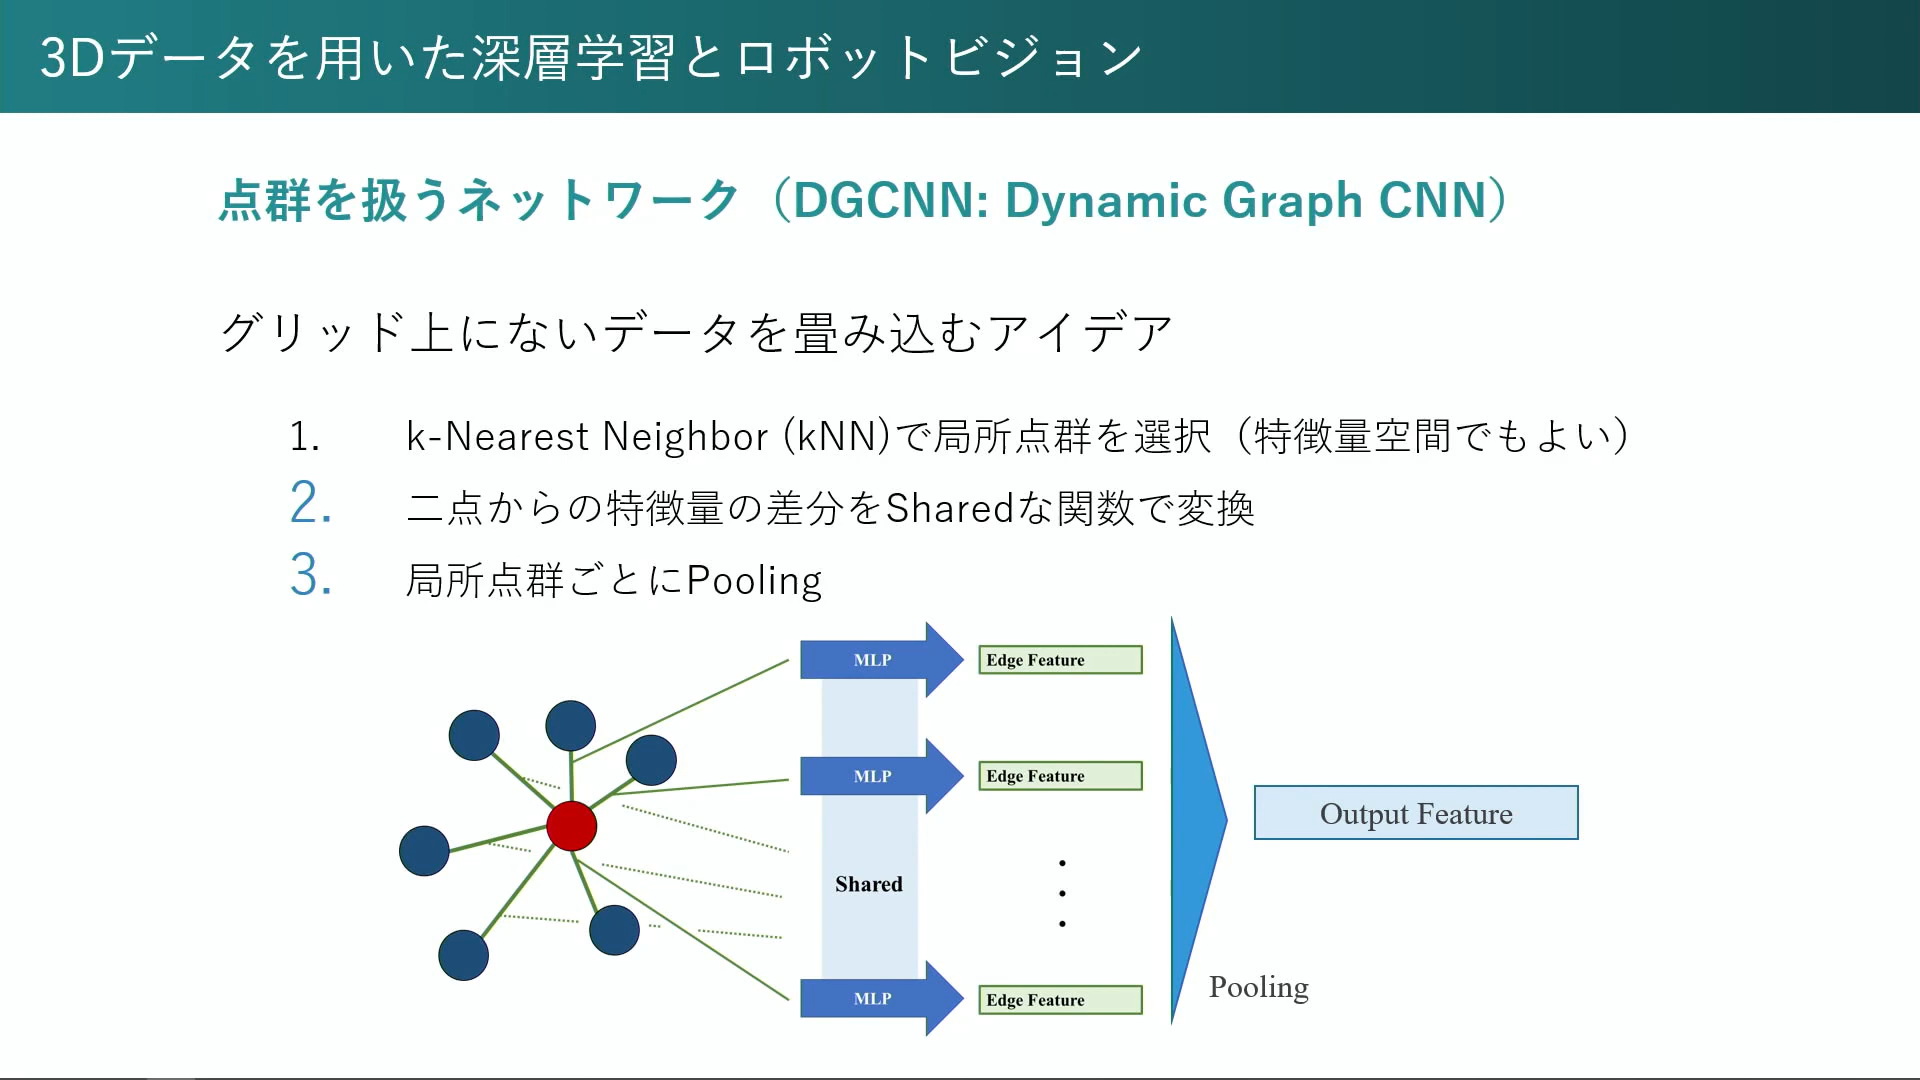 3Dデータを用いた深層学習とロボットビジョン
点群を扱うネットワーク（DGCNN: Dynamic Graph CNN）
グリッド上にないデータを畳み込むアイデア
1. k-Nearest Neighbor (kNN)で局所点群を選択（特徴量空間でもよい）
2. 二点からの特徴量の差分をSharedな関数で変換
3. 局所点群ごとにPooling
MLP
Edge Feature
MLP
Edge Feature
Output Feature
Shared
Pooling
MLP
Edge Feature